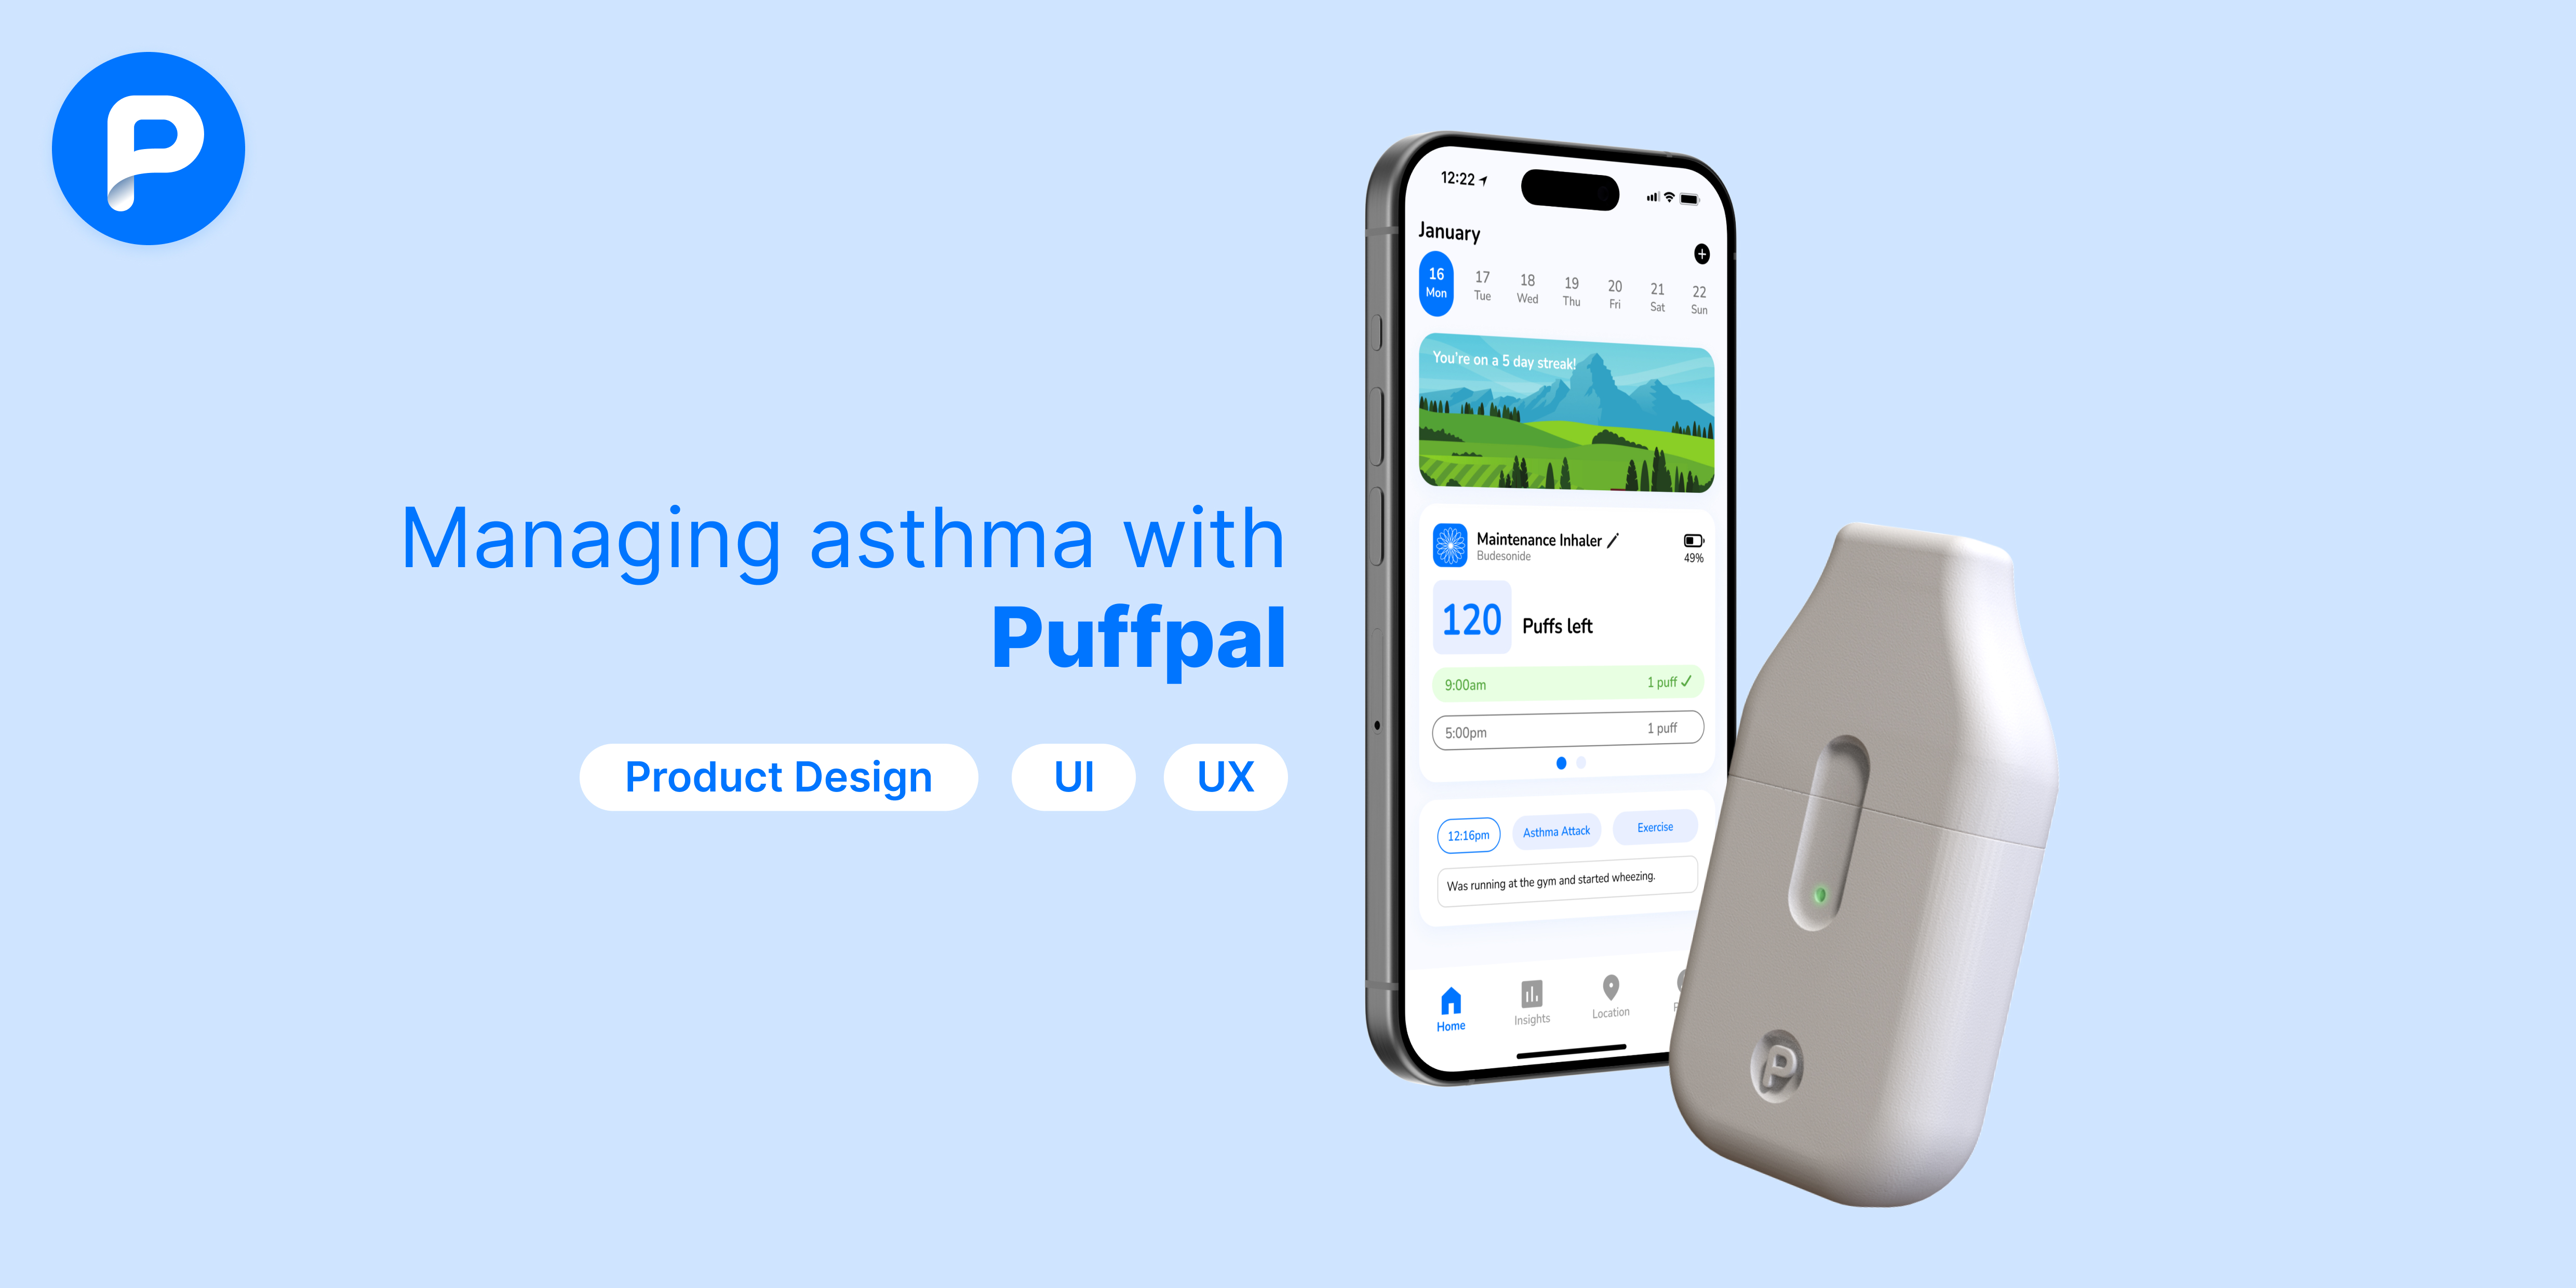 P
Managing asthma with
Puffpal
Product Design UI UX
12:22
January
16 17 18 19 20 21 22
Mon Tue Wed Thu Fri Sat Sun
You're on a 5 day streak!
Maintenance Inhaler
Budesonide
49%
120 Puffs left
9:00am 1 puff
5:00pm 1 puff
12:16pm Asthma Attack Exercise
Was running at the gym and started wheezing.
Home Insights Location
P